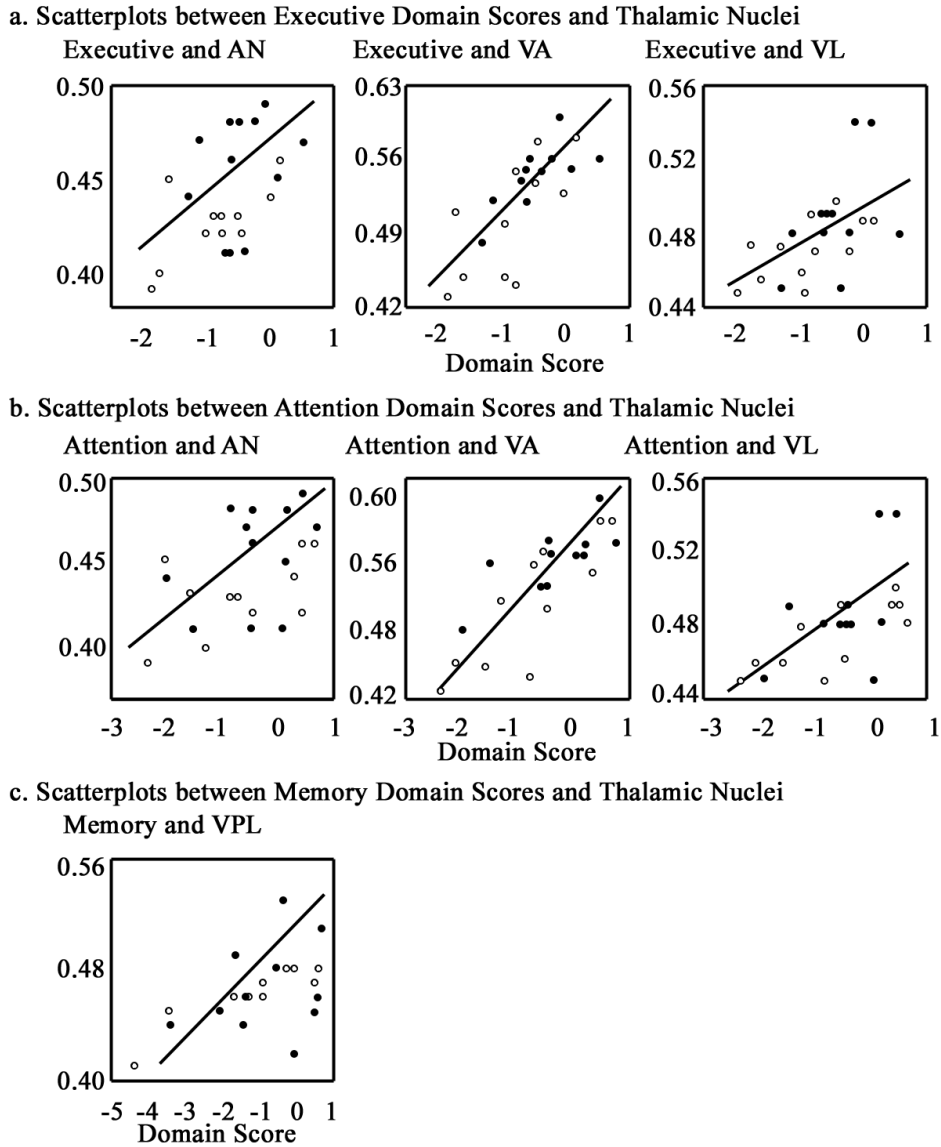 a. Scatterplots between Executive Domain Scores and Thalamic Nuclei
Executive and AN Executive and VA Executive and VL
0.50 0.63 0.56
0.45 0.56 0.52
0.40 0.49 0.48
0.42 0.44
-2 -1 0 1 -2 -1 0 1 -2 -1 0 1
Domain Score
b. Scatterplots between Attention Domain Scores and Thalamic Nuclei
Attention and AN Attention and VA Attention and VL
0.50 0.60 0.56
0.45 0.56 0.52
0.40 0.48 0.48
0.42 0.44
-3 -2 -1 0 1 -3 -2 -1 0 1 -3 -2 -1 0 1
Domain Score
c. Scatterplots between Memory Domain Scores and Thalamic Nuclei
Memory and VPL
0.56
0.48
0.40
-5 -4 -3 -2 -1 0 1
Domain Score